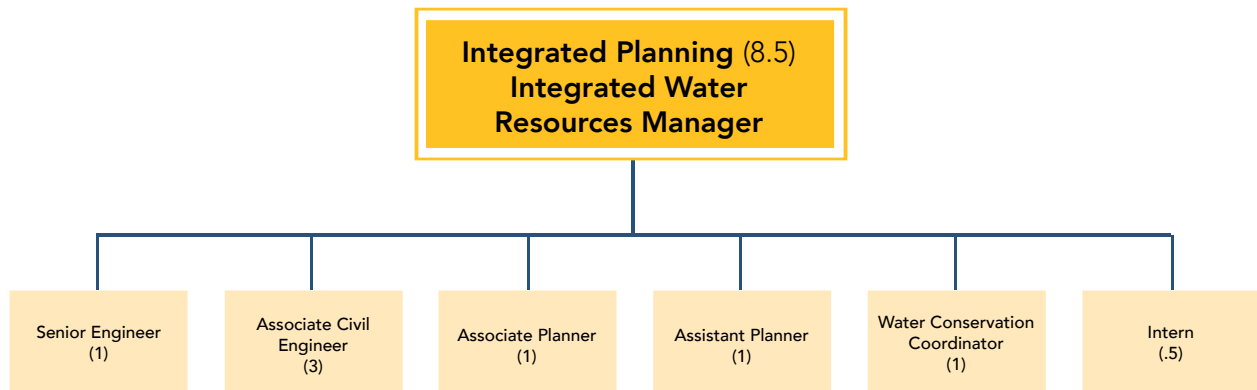 Integrated Planning (8.5)
Integrated Water
Resources Manager
Senior Engineer
(1)
Associate Civil
Engineer
(3)
Associate Planner
(1)
Assistant Planner
(1)
Water Conservation
Coordinator
(1)
Intern
(.5)